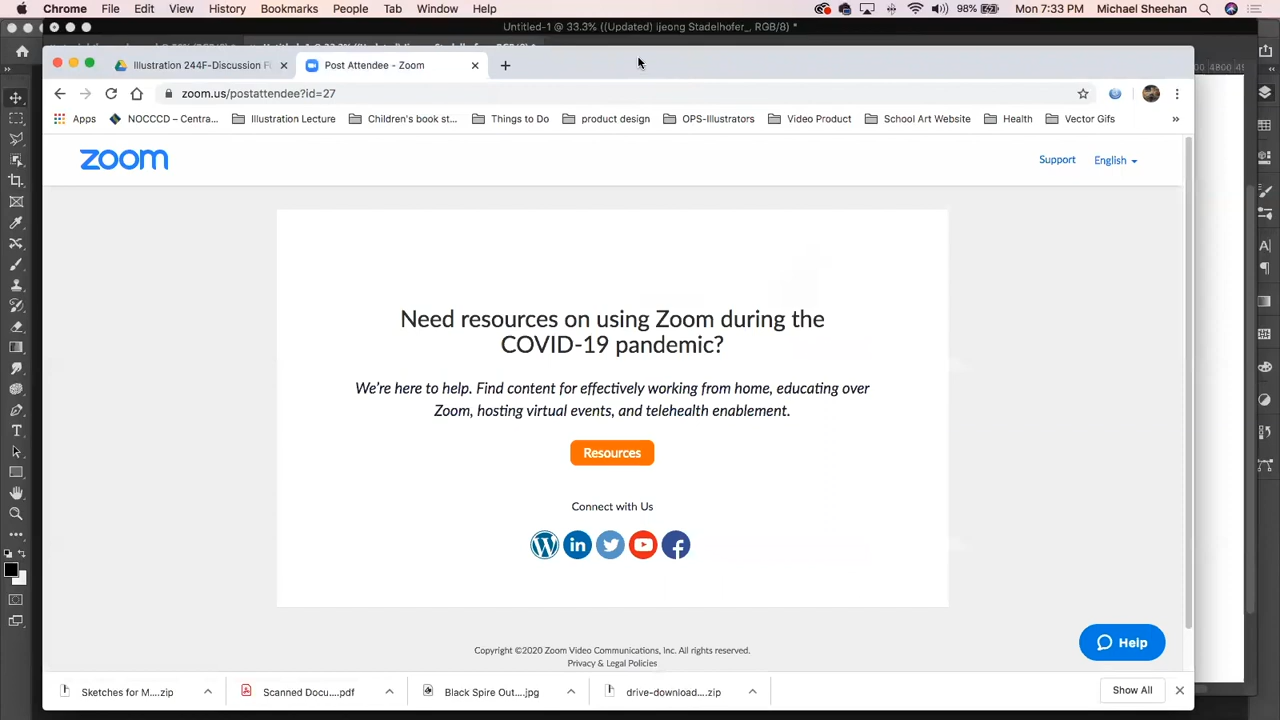 Chrome File Edit View History Bookmarks People Tab Window Help 98% Mon 7:33 PM Michael Sheehan
Untitled-1 @ 33.3% ((Updated) Ijeong Stadelhofer_, RGB/8) *
Illustration 244F-Discussion F Post Attendee - Zoom
zoom.us/postattendee?id=27
Apps NOCCCD – Centra... Illustration Lecture Children's book st... Things to Do product design OPS-Illustrators Video Product School Art Website Health Vector Gifs »
zoom Support English
Need resources on using Zoom during the
COVID-19 pandemic?
We're here to help. Find content for effectively working from home, educating over
Zoom, hosting virtual events, and telehealth enablement.
Resources
Connect with Us
Help
Copyright ©2020 Zoom Video Communications, Inc. All rights reserved.
Privacy & Legal Policies
Sketches for M....zip Scanned Docu....pdf Black Spire Out....jpg drive-download....zip Show All